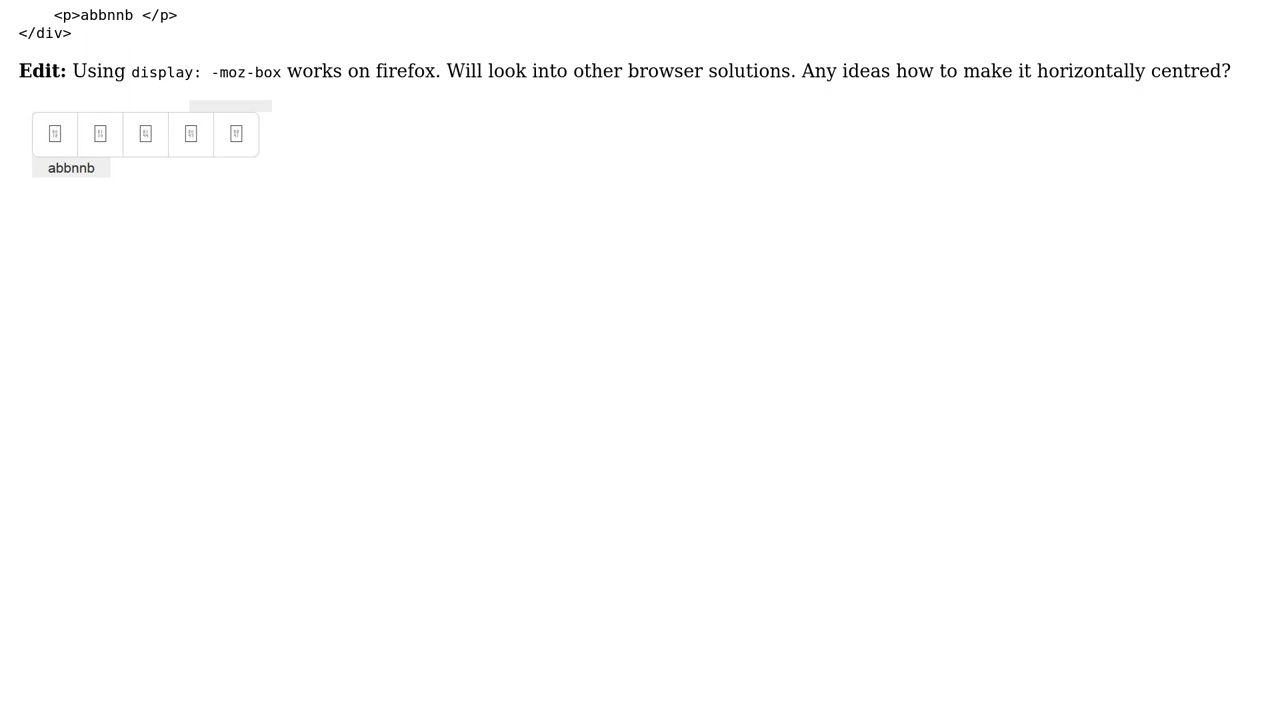 <p>abbnnb </p>
</div>
Edit: Using display: -moz-box works on firefox. Will look into other browser solutions. Any ideas how to make it horizontally centred?
abbnnb